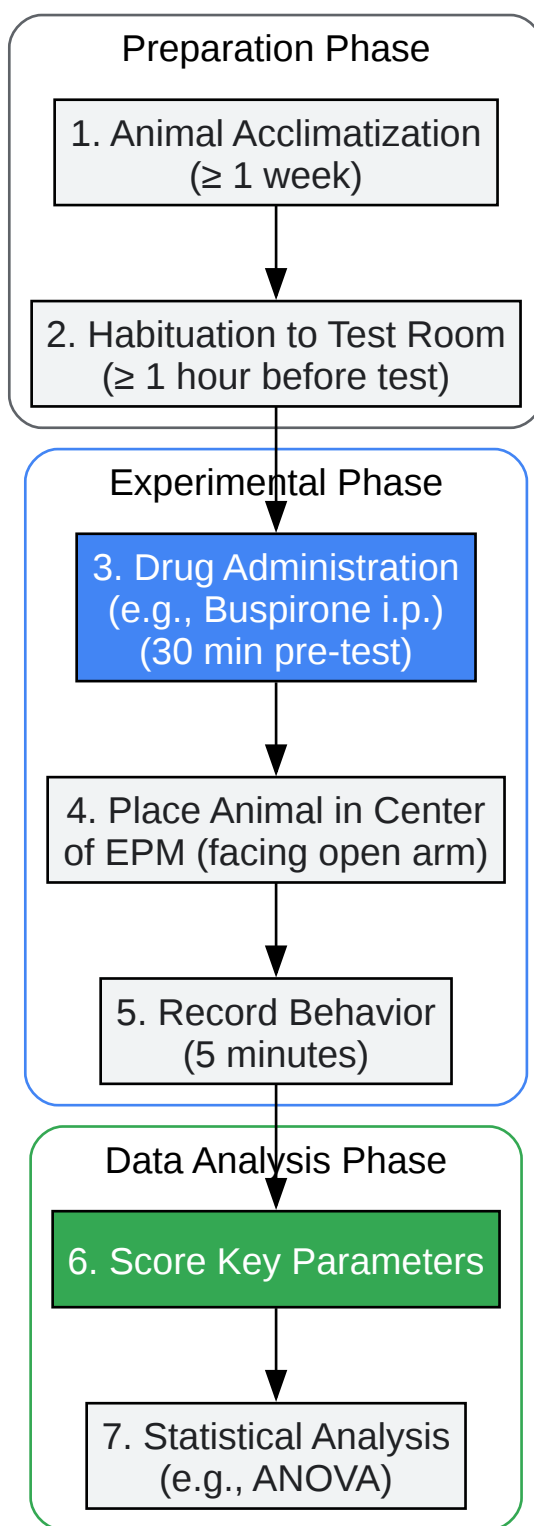 Preparation Phase
1. Animal Acclimatization
(≥ 1 week)
2. Habituation to Test Room
(≥ 1 hour before test)
Experimental Phase
3. Drug Administration
(e.g., Buspirone i.p.)
(30 min pre-test)
4. Place Animal in Center
of EPM (facing open arm)
5. Record Behavior
(5 minutes)
Data Analysis Phase
6. Score Key Parameters
7. Statistical Analysis
(e.g., ANOVA)